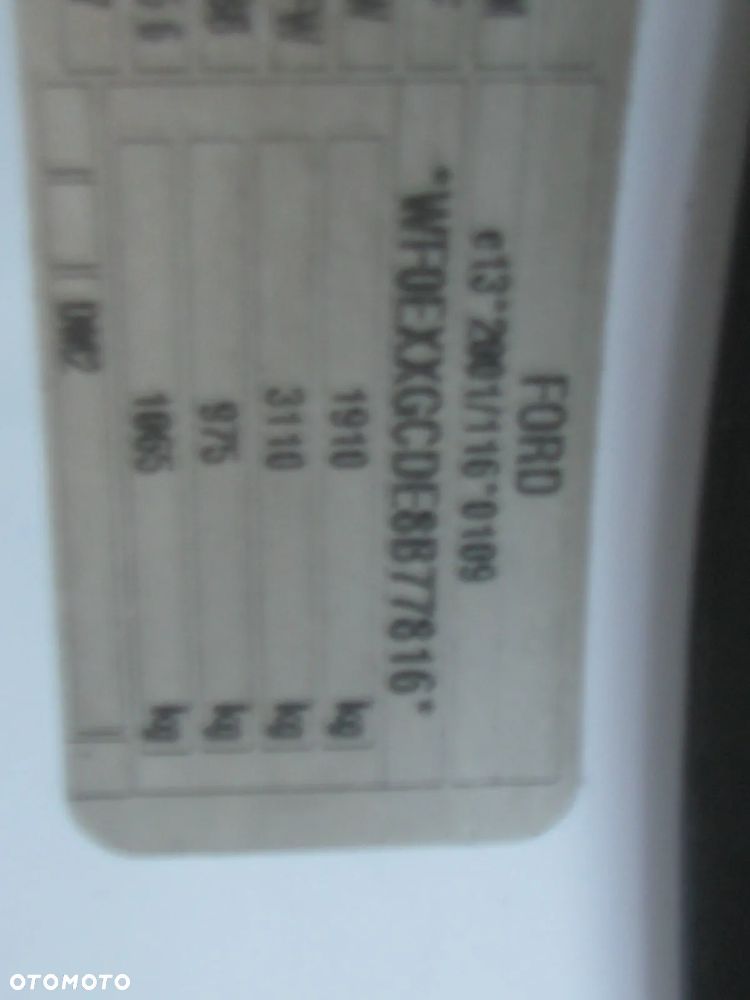 FORD
e13*2001/116*0109
*WF0EXXGCDE8B77816*
1910 kg
3110 kg
975 kg
1065 kg
OTOMOTO